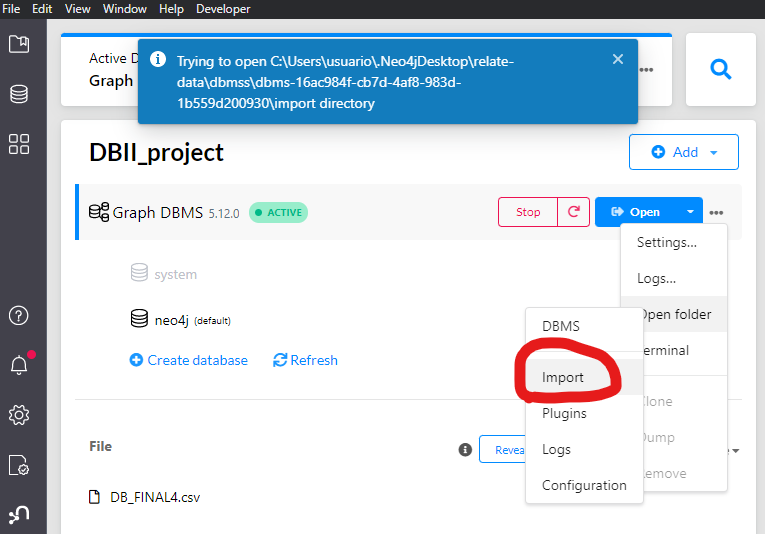 File Edit View Window Help Developer
Active D
Graph
Trying to open C:\Users\usuario\.Neo4jDesktop\relate-
data\dbmss\dbms-16ac984f-cb7d-4af8-983d-
1b559d200930\import directory
DBII_project
Add
Graph DBMS 5.12.0 ACTIVE
Stop
Open
Settings...
Logs...
Open folder
Terminal
Clone
Dump
Remove
system
neo4j (default)
Create database Refresh
DBMS
Import
Plugins
Logs
Configuration
File
Revea
DB_FINAL4.csv